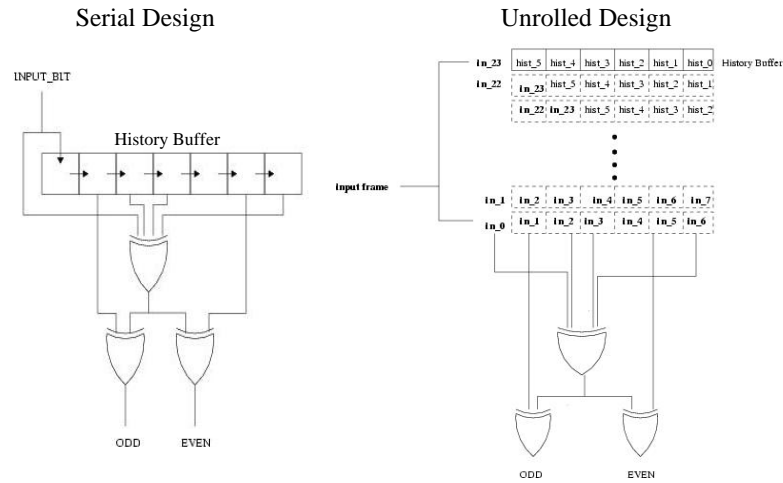 Serial Design
Unrolled Design
INPUT_BIT
History Buffer
ODD
EVEN
in_23 hist_5 hist_4 hist_3 hist_2 hist_1 hist_0 History Buffer
in_22 in_23 hist_5 hist_4 hist_3 hist_2 hist_1
in_22 in_23 hist_5 hist_4 hist_3 hist_2
input frame
in_1 in_2 in_3 in_4 in_5 in_6 in_7
in_0 in_1 in_2 in_3 in_4 in_5 in_6
ODD
EVEN